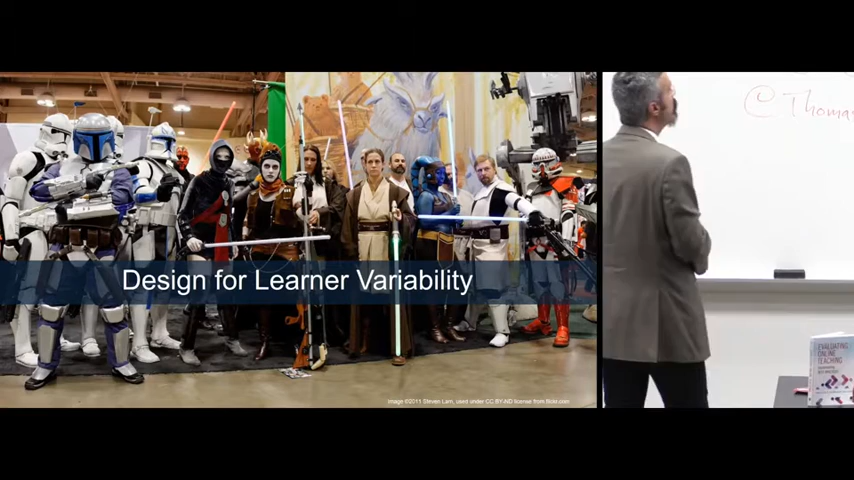 Design for Learner Variability
Image ©2011 Steven Lam, used under CC BY-ND license from flickr.com
© Thomas
EVALUATING
ONLINE
TEACHING